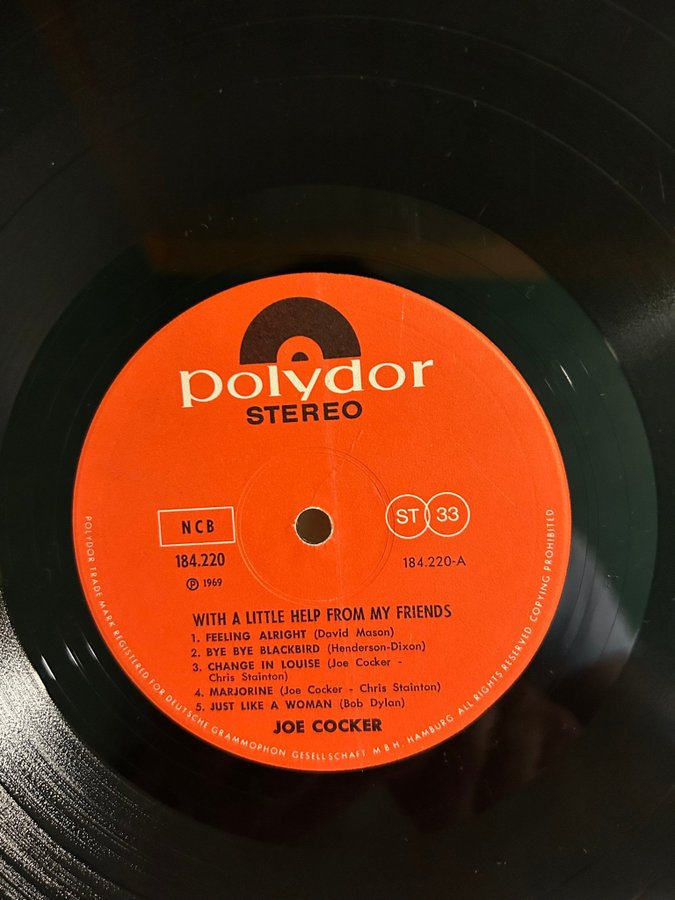 polydor
STEREO
NCB
184.220
℗ 1969
ST 33
184.220-A
WITH A LITTLE HELP FROM MY FRIENDS
1. FEELING ALRIGHT (David Mason)
2. BYE BYE BLACKBIRD (Henderson-Dixon)
3. CHANGE IN LOUISE (Joe Cocker -
Chris Stainton)
4. MARJORINE (Joe Cocker - Chris Stainton)
5. JUST LIKE A WOMAN (Bob Dylan)
JOE COCKER
POLYDOR TRADE MARK REGISTERED FOR DEUTSCHE GRAMMOPHON GESELLSCHAFT M B H. HAMBURG ALL RIGHTS RESERVED COPYING PROHIBITED